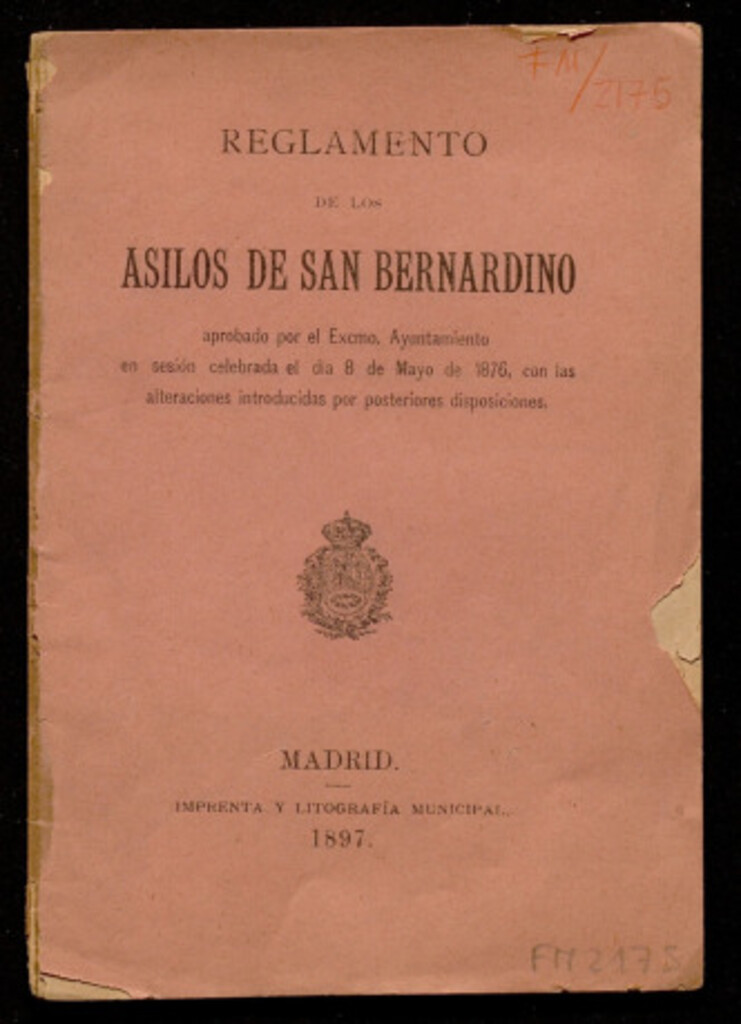 FM/2175
REGLAMENTO
DE LOS
ASILOS DE SAN BERNARDINO
aprobado por el Excmo. Ayuntamiento
en sesión celebrada el dia 8 de Mayo de 1876, con las
alteraciones introducidas por posteriores disposiciones.
MADRID.
IMPRENTA Y LITOGRAFÍA MUNICIPAL.
1897.
FM2175